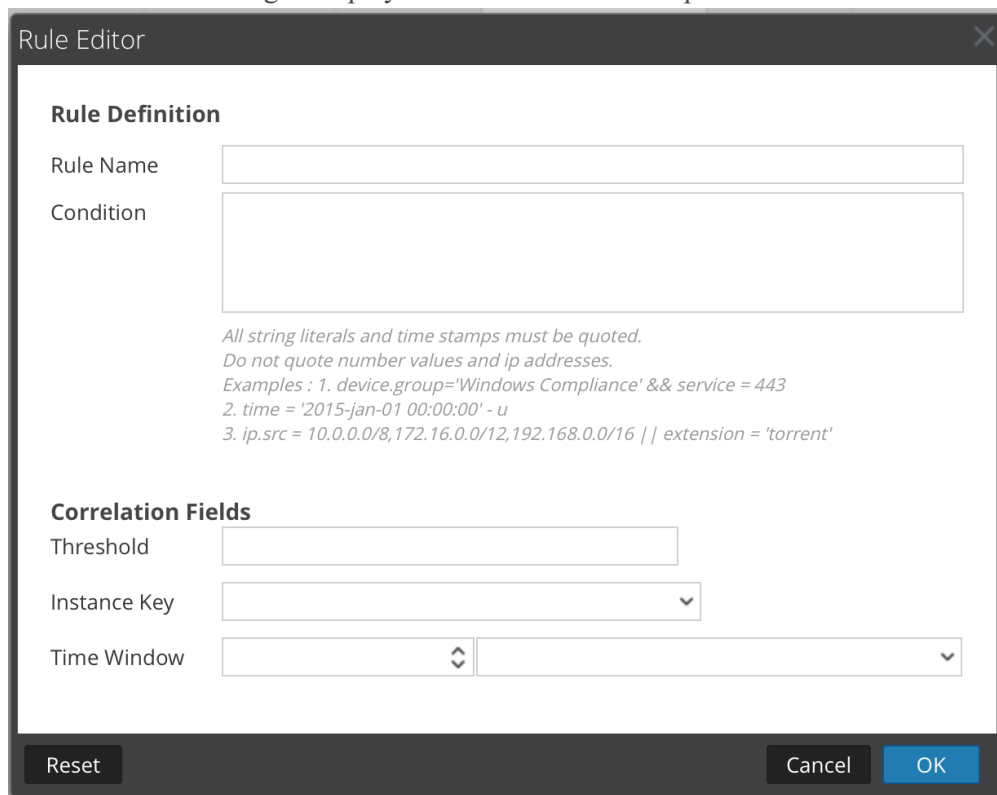 Rule Editor
Rule Definition
Rule Name
Condition
All string literals and time stamps must be quoted.
Do not quote number values and ip addresses.
Examples : 1. device.group='Windows Compliance' && service = 443
2. time = '2015-jan-01 00:00:00' - u
3. ip.src = 10.0.0.0/8,172.16.0.0/12,192.168.0.0/16 || extension = 'torrent'
Correlation Fields
Threshold
Instance Key
Time Window
Reset Cancel OK